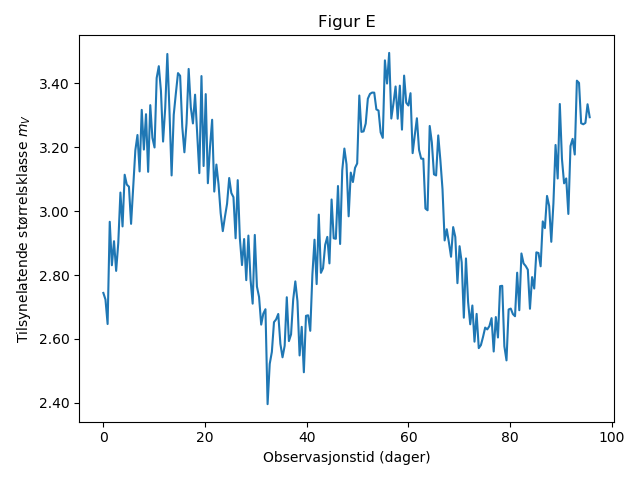 Figur E
Tilsynelatende størrelsklasse $m_V$
3.40
3.20
3.00
2.80
2.60
2.40
0 20 40 60 80 100
Observasjonstid (dager)